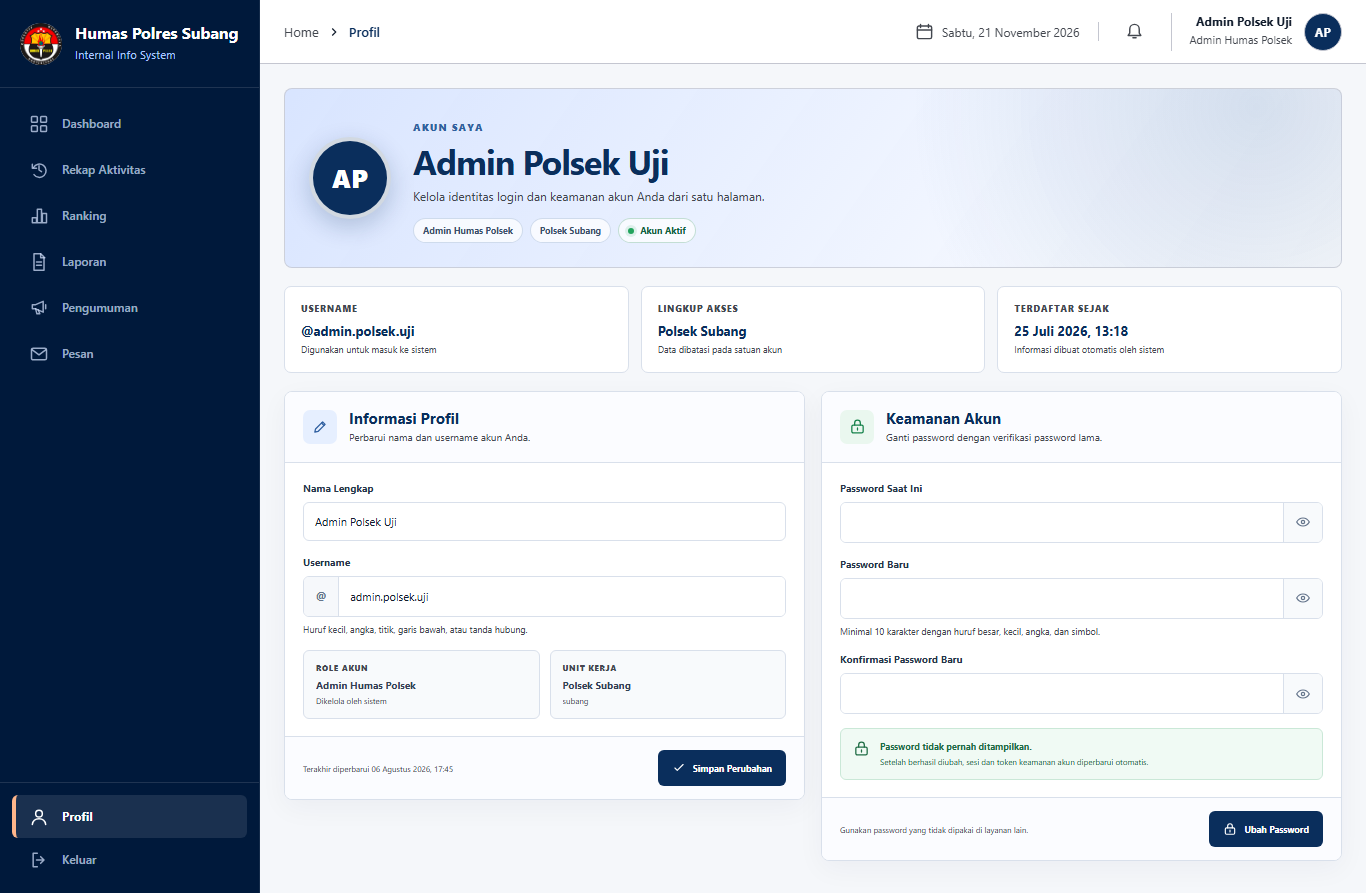 Humas Polres Subang
Internal Info System
Dashboard
Rekap Aktivitas
Ranking
Laporan
Pengumuman
Pesan
Profil
Keluar
Home > Profil
Sabtu, 21 November 2026
Admin Polsek Uji
Admin Humas Polsek
AP
AP
AKUN SAYA
Admin Polsek Uji
Kelola identitas login dan keamanan akun Anda dari satu halaman.
Admin Humas Polsek
Polsek Subang
Akun Aktif
USERNAME
@admin.polsek.uji
Digunakan untuk masuk ke sistem
LINGKUP AKSES
Polsek Subang
Data dibatasi pada satuan akun
TERDAFTAR SEJAK
25 Juli 2026, 13:18
Informasi dibuat otomatis oleh sistem
Informasi Profil
Perbarui nama dan username akun Anda.
Nama Lengkap
Admin Polsek Uji
Username
@ admin.polsek.uji
Huruf kecil, angka, titik, garis bawah, atau tanda hubung.
ROLE AKUN
Admin Humas Polsek
Dikelola oleh sistem
UNIT KERJA
Polsek Subang
subang
Terakhir diperbarui 06 Agustus 2026, 17:45
Simpan Perubahan
Keamanan Akun
Ganti password dengan verifikasi password lama.
Password Saat Ini
Password Baru
Minimal 10 karakter dengan huruf besar, kecil, angka, dan simbol.
Konfirmasi Password Baru
Password tidak pernah ditampilkan.
Setelah berhasil diubah, sesi dan token keamanan akun diperbarui otomatis.
Gunakan password yang tidak dipakai di layanan lain.
Ubah Password